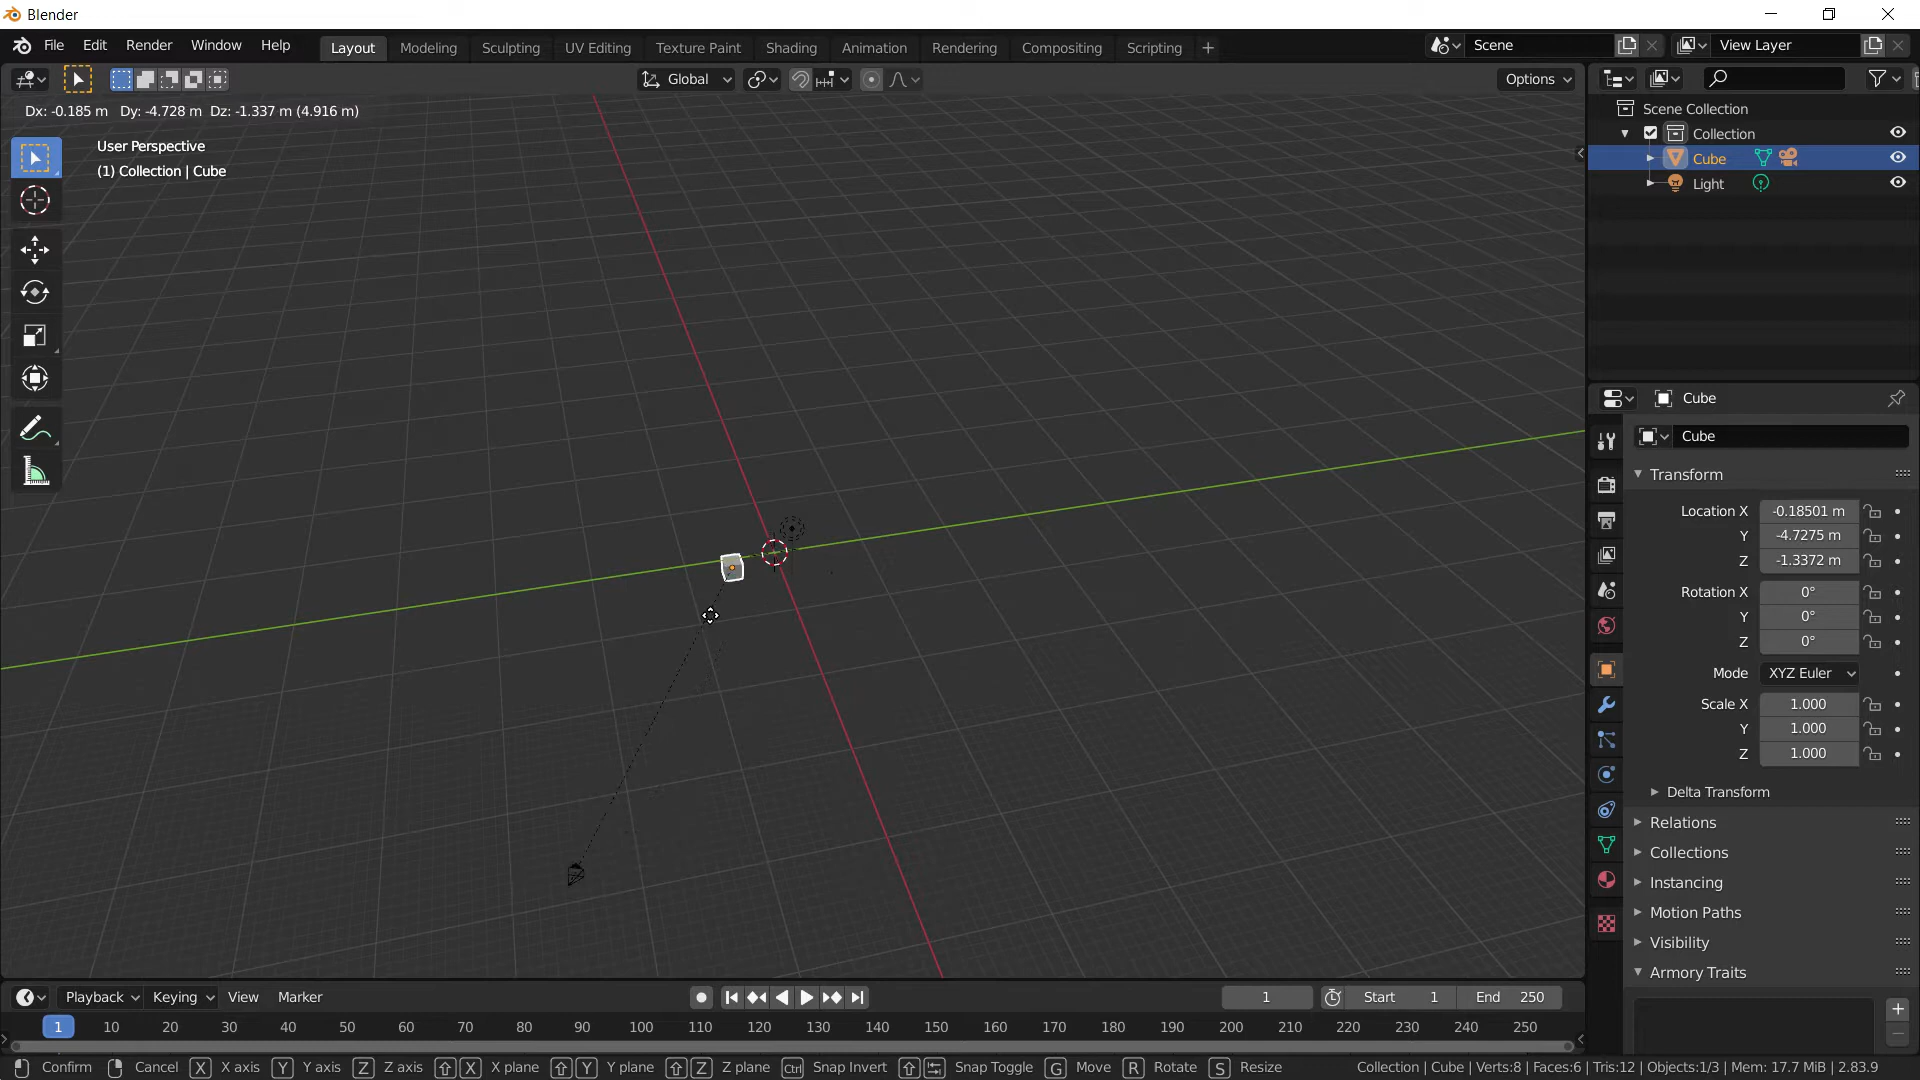 Blender
File Edit Render Window Help Layout Modeling Sculpting UV Editing Texture Paint Shading Animation Rendering Compositing Scripting + Scene View Layer
Global Options
Dx: -0.185 m Dy: -4.728 m Dz: -1.337 m (4.916 m)
User Perspective
(1) Collection | Cube
Scene Collection
Collection
Cube
Light
Cube
Cube
Transform
Location X -0.18501 m
Y -4.7275 m
Z -1.3372 m
Rotation X 0°
Y 0°
Z 0°
Mode XYZ Euler
Scale X 1.000
Y 1.000
Z 1.000
Delta Transform
Relations
Collections
Instancing
Motion Paths
Visibility
Armory Traits
Playback Keying View Marker 1 Start 1 End 250
1 10 20 30 40 50 60 70 80 90 100 110 120 130 140 150 160 170 180 190 200 210 220 230 240 250
Confirm Cancel X X axis Y Y axis Z Z axis X X plane Y Y plane Z Z plane Ctrl Snap Invert Snap Toggle G Move R Rotate S Resize Collection | Cube | Verts:8 | Faces:6 | Tris:12 | Objects:1/3 | Mem: 17.7 MiB | 2.83.9